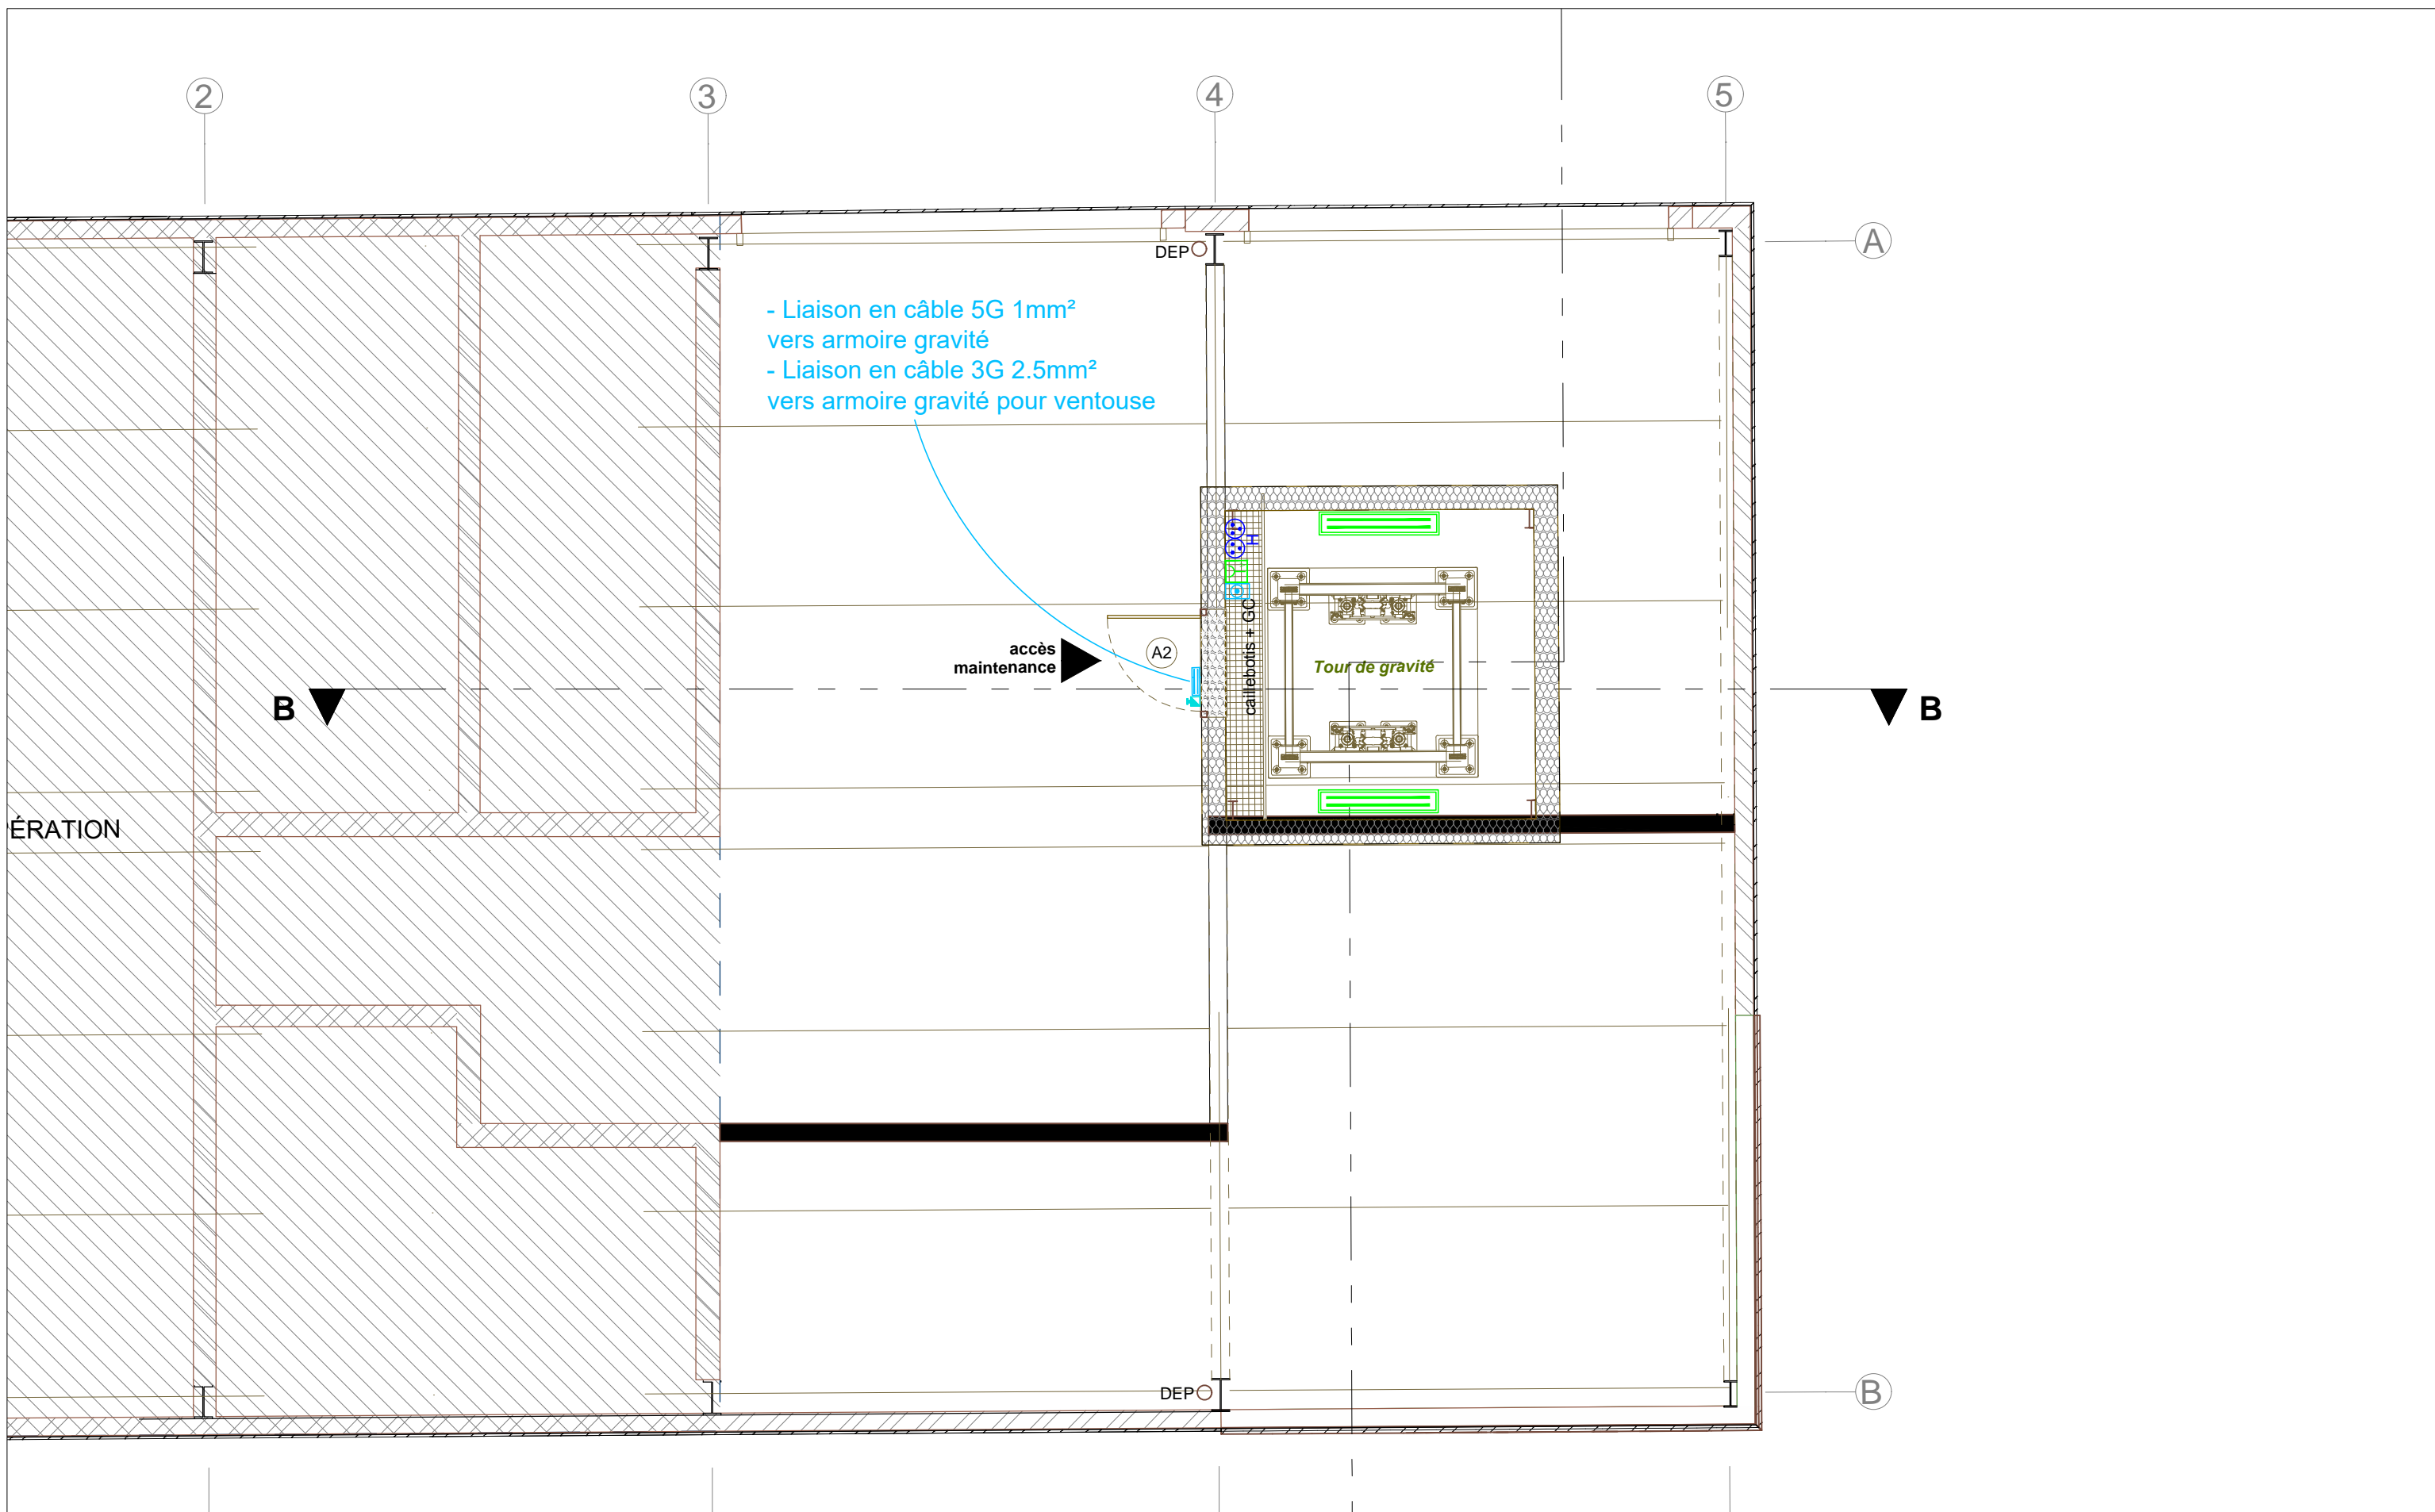 2
3
4
5
A
DEP
- Liaison en câble 5G 1mm²
vers armoire gravité
- Liaison en câble 3G 2.5mm²
vers armoire gravité pour ventouse
H
caillebotis + GC
accès
maintenance
A2
Tour de gravité
B
B
ÉRATION
DEP
B